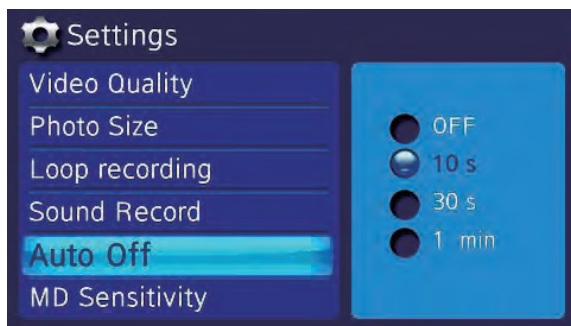 Settings
Video Quality
Photo Size
Loop recording
Sound Record
Auto Off
MD Sensitivity
OFF
10 s
30 s
1 min